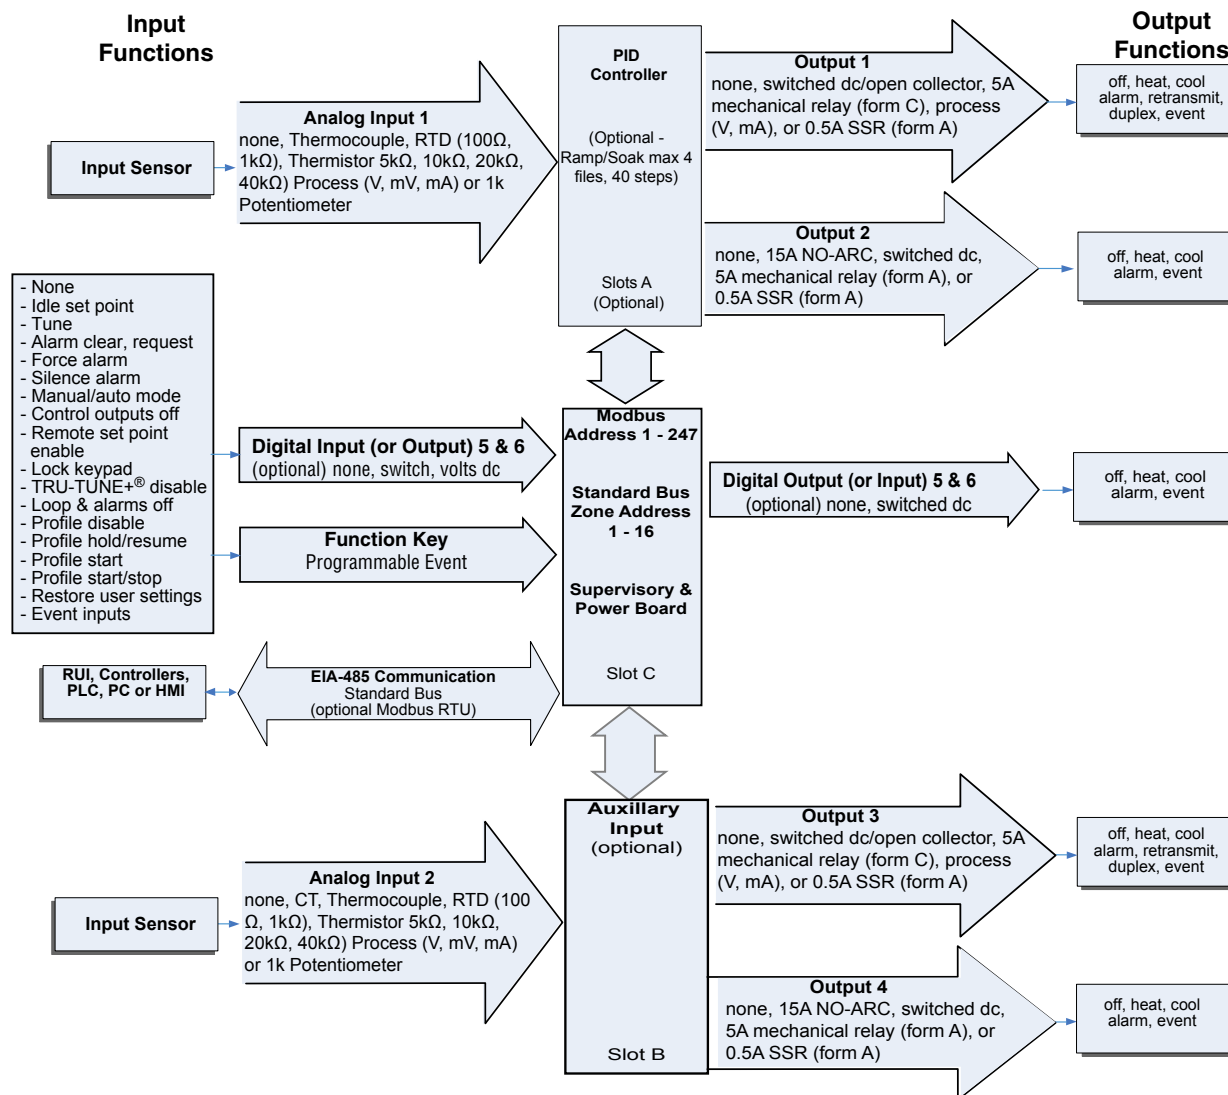 Input
Functions
Output
Functions
Input Sensor
Analog Input 1
none, Thermocouple, RTD (100Ω,
1kΩ), Thermistor 5kΩ, 10kΩ, 20kΩ,
40kΩ) Process (V, mV, mA) or 1k
Potentiometer
PID
Controller
(Optional -
Ramp/Soak max 4
files, 40 steps)
Slots A
(Optional)
Output 1
none, switched dc/open collector, 5A
mechanical relay (form C), process
(V, mA), or 0.5A SSR (form A)
off, heat, cool
alarm, retransmit,
duplex, event
Output 2
none, 15A NO-ARC, switched dc,
5A mechanical relay (form A), or
0.5A SSR (form A)
off, heat, cool
alarm, event
- None
- Idle set point
- Tune
- Alarm clear, request
- Force alarm
- Silence alarm
- Manual/auto mode
- Control outputs off
- Remote set point
enable
- Lock keypad
- TRU-TUNE+® disable
- Loop & alarms off
- Profile disable
- Profile hold/resume
- Profile start
- Profile start/stop
- Restore user settings
- Event inputs
Digital Input (or Output) 5 & 6
(optional) none, switch, volts dc
Function Key
Programmable Event
Modbus
Address 1 - 247
Standard Bus
Zone Address
1 - 16
Supervisory &
Power Board
Slot C
Digital Output (or Input) 5 & 6
(optional) none, switched dc
off, heat, cool
alarm, event
RUI, Controllers,
PLC, PC or HMI
EIA-485 Communication
Standard Bus
(optional Modbus RTU)
Input Sensor
Analog Input 2
none, CT, Thermocouple, RTD (100
Ω, 1kΩ), Thermistor 5kΩ, 10kΩ,
20kΩ, 40kΩ) Process (V, mV, mA)
or 1k Potentiometer
Auxillary
Input
(optional)
Slot B
Output 3
none, switched dc/open collector, 5A
mechanical relay (form C), process
(V, mA), or 0.5A SSR (form A)
off, heat, cool
alarm, retransmit,
duplex, event
Output 4
none, 15A NO-ARC, switched dc,
5A mechanical relay (form A), or
0.5A SSR (form A)
off, heat, cool
alarm, event